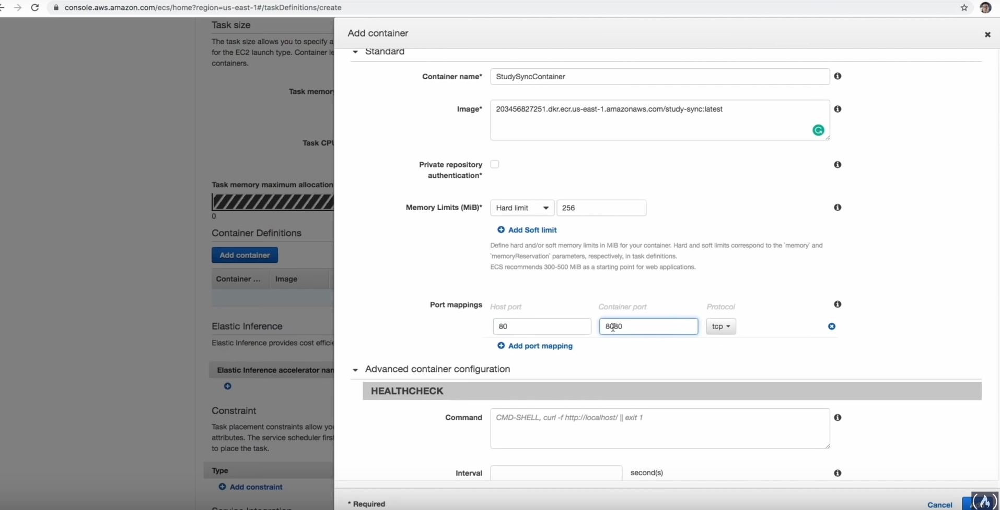 console.aws.amazon.com/ecs/home?region=us-east-1#/taskDefinitions/create
Task size
The task size allows you to specify a
for the EC2 launch type. Container le
containers.
Task memory
Task CPU
Task memory maximum allocation
0
Container Definitions
Add container
Container ...
Image
Elastic Inference
Elastic Inference provides cost efficie
Elastic Inference accelerator nam
Constraint
Task placement constraints allow you
attributes. The service scheduler first
to place the task.
Type
Add constraint
Add container
Standard
Container name*
StudySyncContainer
Image*
203456827251.dkr.ecr.us-east-1.amazonaws.com/study-sync:latest
Private repository
authentication*
Memory Limits (MiB)*
Hard limit
256
Add Soft limit
Define hard and/or soft memory limits in MiB for your container. Hard and soft limits correspond to the `memory` and
`memoryReservation` parameters, respectively, in task definitions.
ECS recommends 300-500 MiB as a starting point for web applications.
Port mappings
Host port
Container port
Protocol
80
8080
tcp
Add port mapping
Advanced container configuration
HEALTHCHECK
Command
CMD-SHELL, curl -f http://localhost/ || exit 1
Interval
second(s)
* Required
Cancel